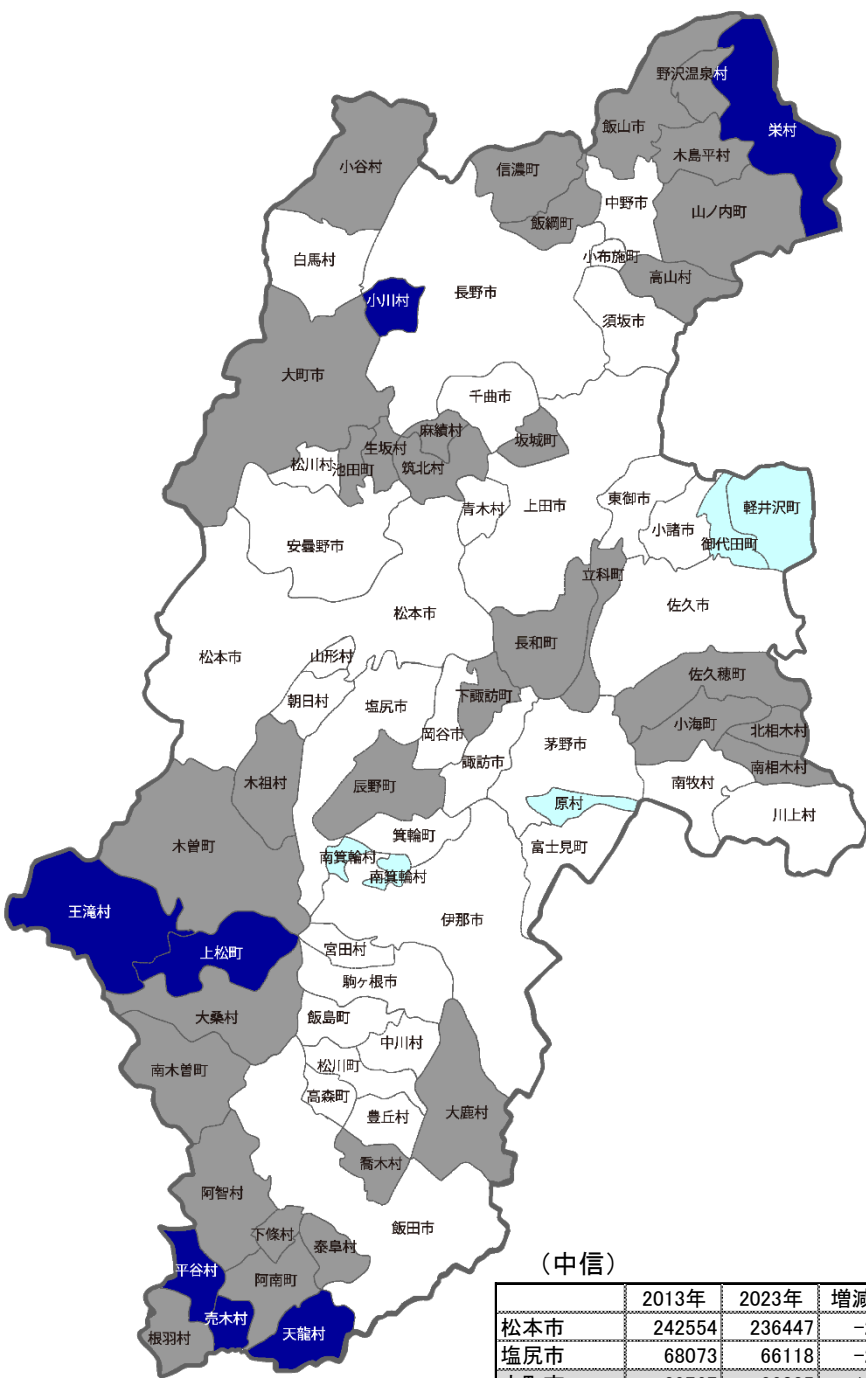 野沢温泉村
栄村
飯山市
小谷村
信濃町
木島平村
中野市
山ノ内町
飯綱町
白馬村
小布施町
高山村
小川村
長野市
須坂市
大町市
千曲市
麻績村
坂城町
生坂村
松川村
池田町
筑北村
青木村
上田市
東御市
軽井沢町
小諸市
御代田町
安曇野市
立科町
佐久市
松本市
長和町
松本市
山形村
佐久穂町
朝日村
塩尻市
下諏訪町
小海町
北相木村
岡谷市
茅野市
諏訪市
南相木村
木祖村
辰野町
南牧村
原村
川上村
箕輪町
木曽町
南箕輪村
富士見町
南箕輪村
王滝村
伊那市
上松町
宮田村
駒ヶ根市
大桑村
飯島町
中川村
松川町
南木曽町
高森町
豊丘村
大鹿村
喬木村
阿智村
下條村
飯田市
泰阜村
平谷村
阿南町
売木村
天龍村
根羽村
（中信）
2013年 2023年 増減
松本市 242554 236447
塩尻市 68073 66118